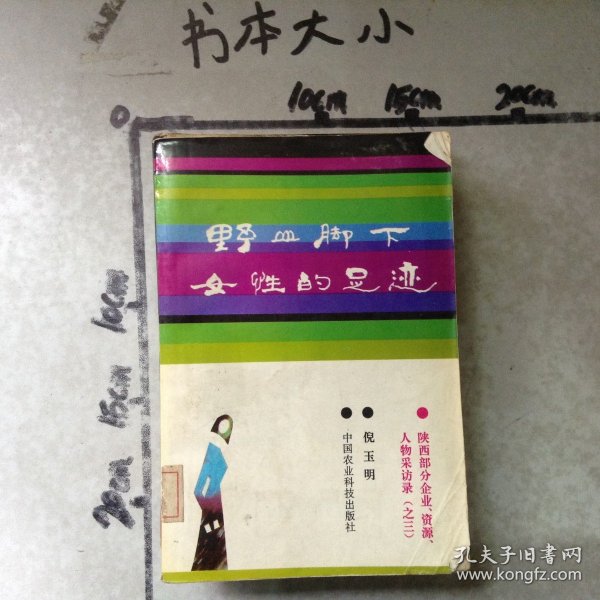 书本大小
0
10cm
15cm
20cm
10cm
15cm
20cm
野血脚下
女性的足迹
陕西部分企业、资源、
人物采访录(之三)
倪玉明
中国农业科技出版社
孔夫子旧书网
www.kongfz.com